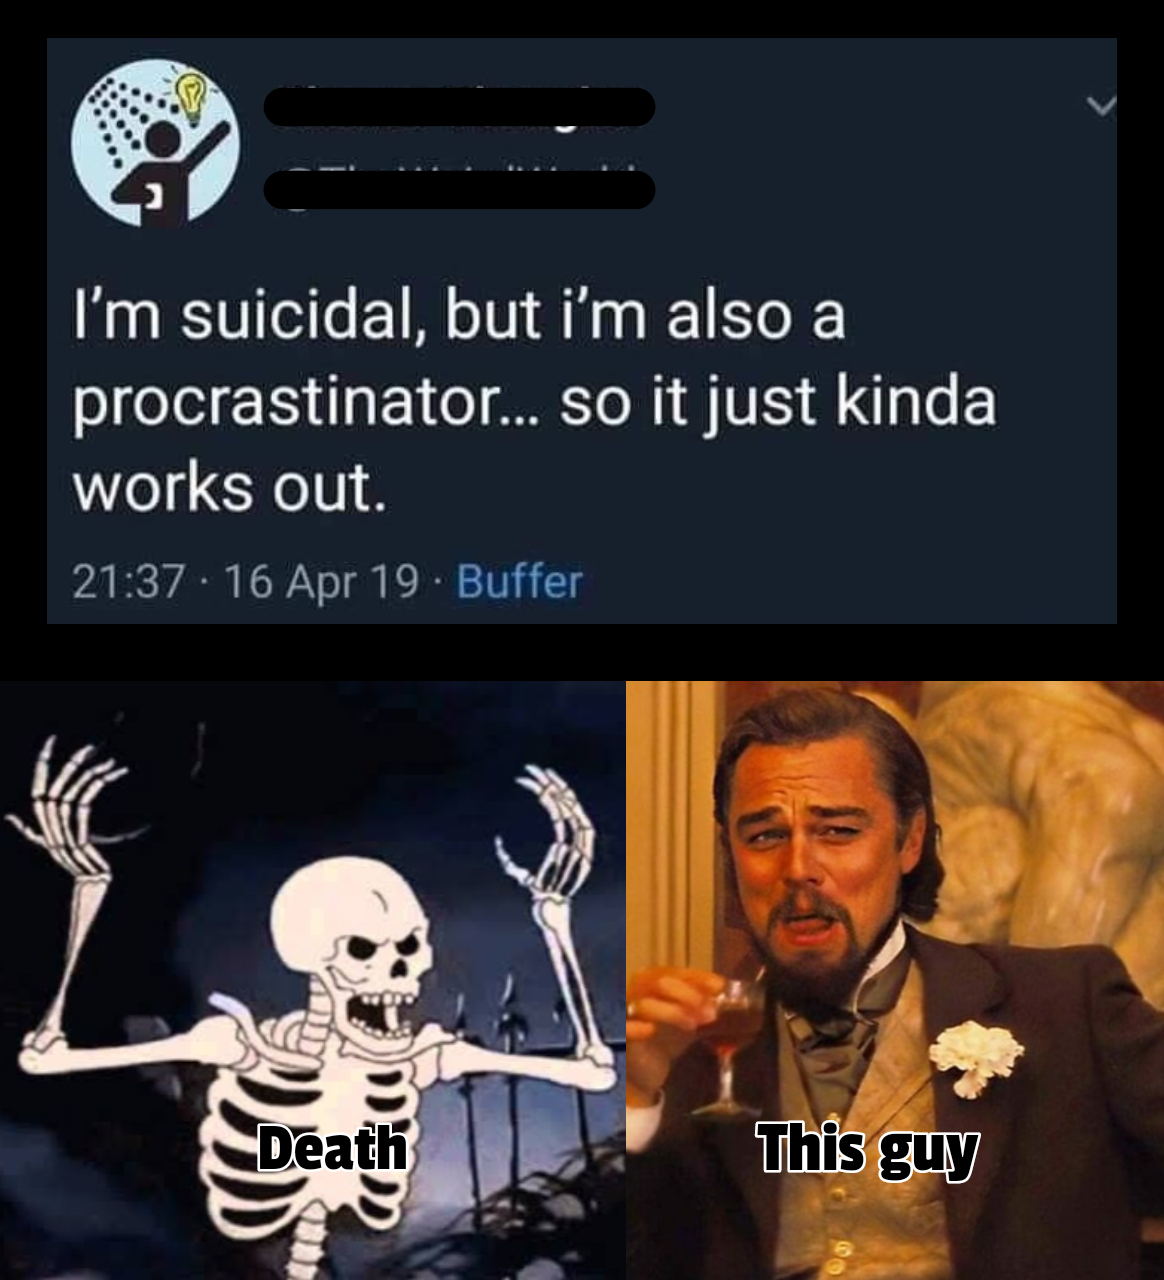 I’m suicidal, but i’m also a
procrastinator... so it just kinda
works out.
21:37 · 16 Apr 19 · Buffer
Death
This guy